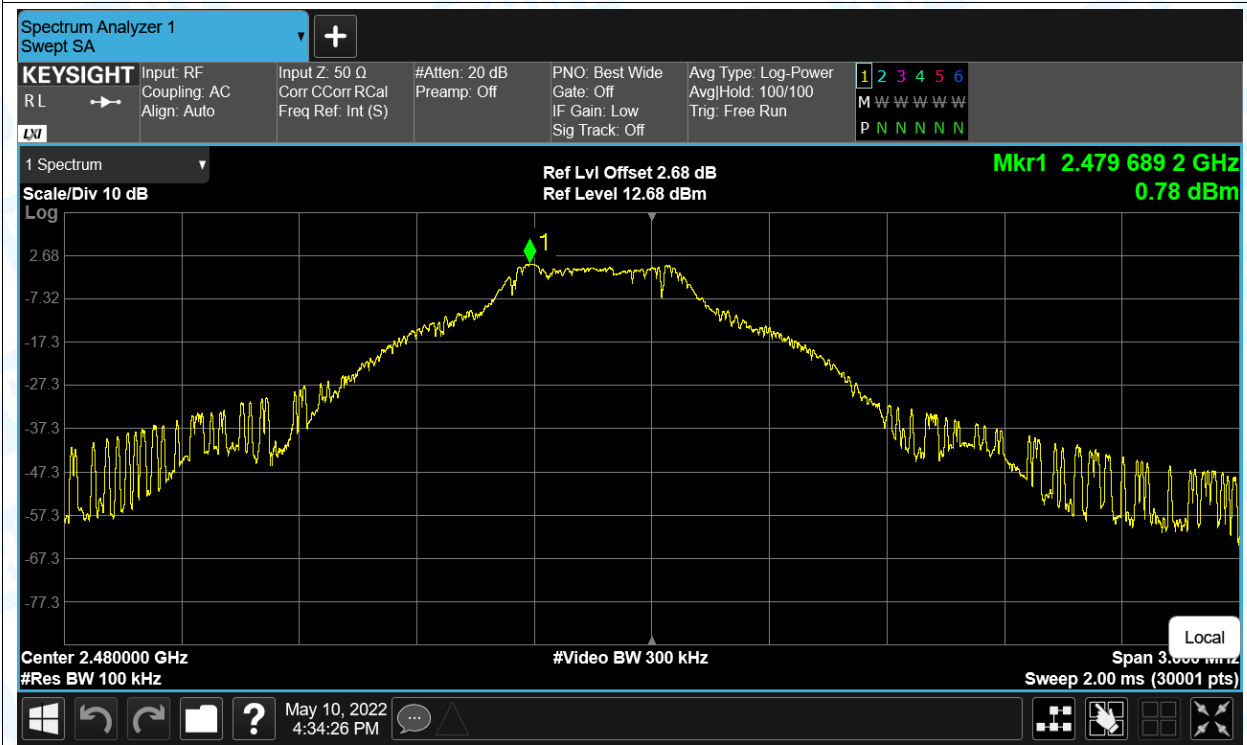 Spectrum Analyzer 1
Swept SA
KEYSIGHT
R L
LXI
Input: RF
Coupling: AC
Align: Auto
Input Z: 50 Ω
Corr CCorr RCal
Freq Ref: Int (S)
#Atten: 20 dB
Preamp: Off
PNO: Best Wide
Gate: Off
IF Gain: Low
Sig Track: Off
Avg Type: Log-Power
Avg|Hold: 100/100
Trig: Free Run
1 2 3 4 5 6
M W W W W W
P N N N N N
1 Spectrum
Scale/Div 10 dB
Log
Ref Lvl Offset 2.68 dB
Ref Level 12.68 dBm
Mkr1 2.479 689 2 GHz
0.78 dBm
1
2.68
-7.32
-17.3
-27.3
-37.3
-47.3
-57.3
-67.3
-77.3
Local
Center 2.480000 GHz
#Video BW 300 kHz
Span
#Res BW 100 kHz
Sweep 2.00 ms (30001 pts)
?
May 10, 2022
4:34:26 PM